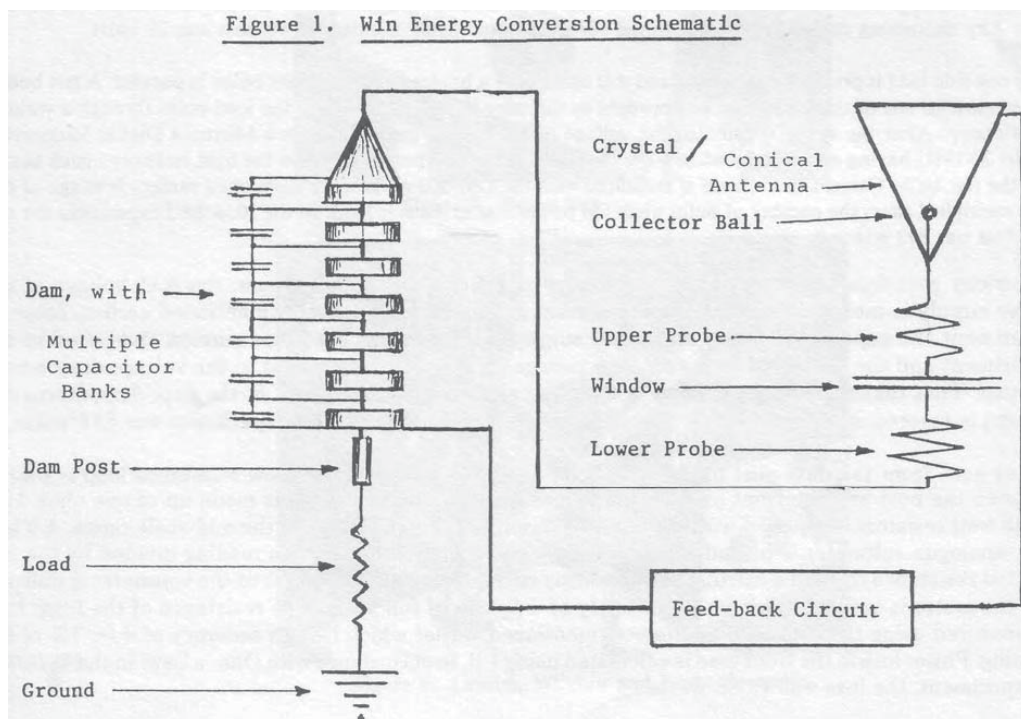 Figure 1. Win Energy Conversion Schematic
Crystal / Conical
Antenna
Collector Ball
Dam, with
Multiple
Capacitor
Banks
Upper Probe
Window
Lower Probe
Dam Post
Load
Feed-back Circuit
Ground